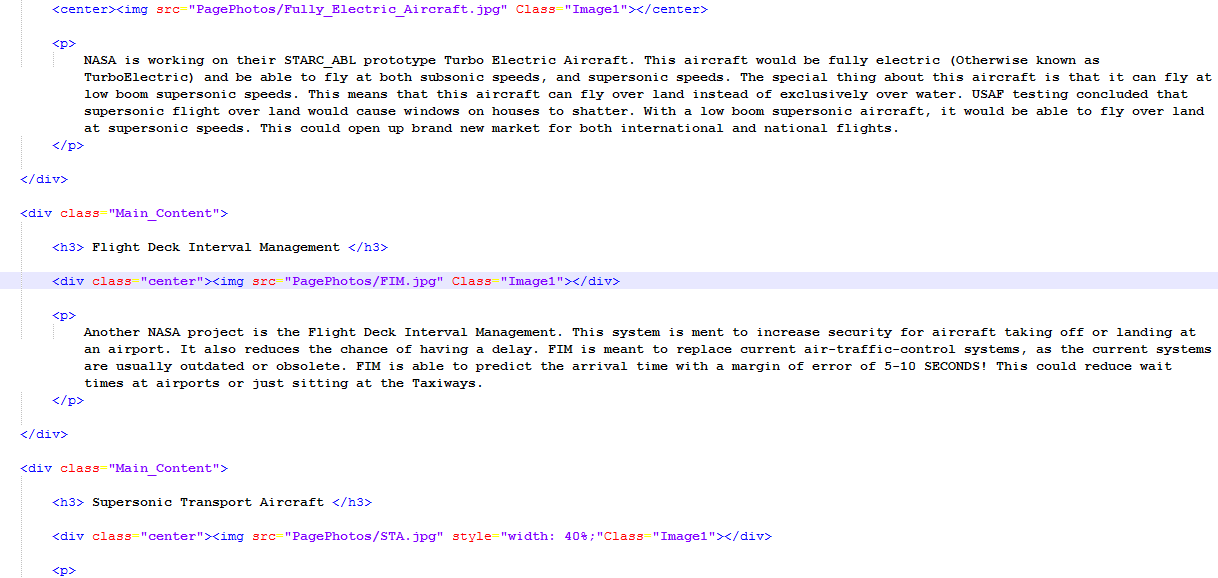 <center><img src="PagePhotos/Fully_Electric_Aircraft.jpg" Class="Image1"></center>
<p>
NASA is working on their STARC_ABL prototype Turbo Electric Aircraft. This aircraft would be fully electric (Otherwise known as
TurboElectric) and be able to fly at both subsonic speeds, and supersonic speeds. The special thing about this aircraft is that it can fly at
low boom supersonic speeds. This means that this aircraft can fly over land instead of exclusively over water. USAF testing concluded that
supersonic flight over land would cause windows on houses to shatter. With a low boom supersonic aircraft, it would be able to fly over land
at supersonic speeds. This could open up brand new market for both international and national flights.
</p>
</div>
<div class="Main_Content">
<h3> Flight Deck Interval Management </h3>
<div class="center"><img src="PagePhotos/FIM.jpg" Class="Image1"></div>
<p>
Another NASA project is the Flight Deck Interval Management. This system is ment to increase security for aircraft taking off or landing at
an airport. It also reduces the chance of having a delay. FIM is meant to replace current air-traffic-control systems, as the current systems
are usually outdated or obsolete. FIM is able to predict the arrival time with a margin of error of 5-10 SECONDS! This could reduce wait
times at airports or just sitting at the Taxiways.
</p>
</div>
<div class="Main_Content">
<h3> Supersonic Transport Aircraft </h3>
<div class="center"><img src="PagePhotos/STA.jpg" style="width: 40%;"Class="Image1"></div>
<p>